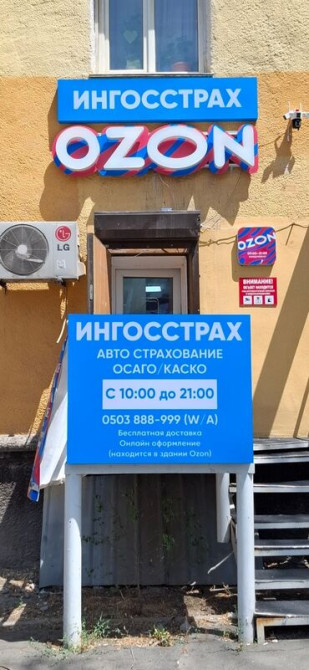 ИНГОССТРАХ
OZON
LG
OZON
ВНИМАНИЕ!
ИНГОССТРАХ
АВТО СТРАХОВАНИЕ
ОСАГО/КАСКО
С 10:00 до 21:00
0503 888-999 (W/A)
Бесплатная доставка
Онлайн оформление
(находится в здании Ozon)